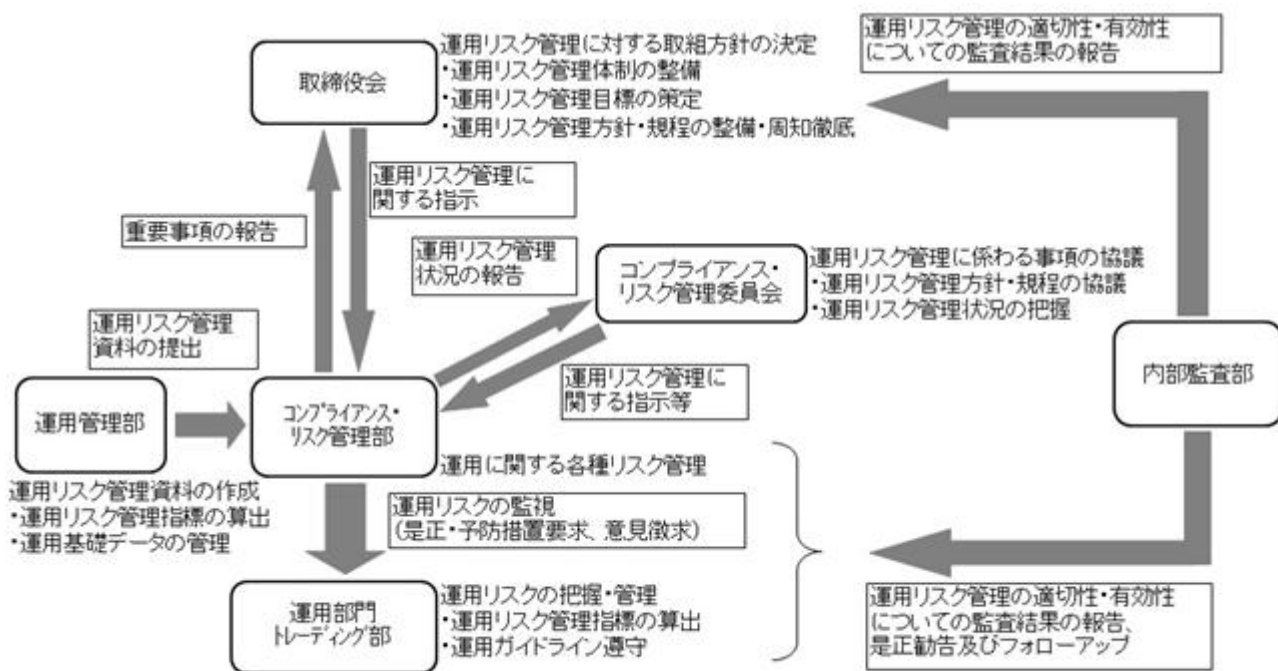 運用リスク管理に対する取組方針の決定
・運用リスク管理体制の整備
・運用リスク管理目標の策定
・運用リスク管理方針・規程の整備・周知徹底
取締役会
運用リスク管理の適切性・有効性
についての監査結果の報告
運用リスク管理に
関する指示
重要事項の報告
運用リスク管理
状況の報告
コンプライアンス・
リスク管理委員会
運用リスク管理に係わる事項の協議
・運用リスク管理方針・規程の協議
・運用リスク管理状況の把握
運用リスク管理
資料の提出
内部監査部
運用管理部
コンプライアンス・
リスク管理部
運用リスク管理に
関する指示等
運用に関する各種リスク管理
運用リスク管理資料の作成
・運用リスク管理指標の算出
・運用基礎データの管理
運用リスクの監視
(是正・予防措置要求、意見徴求)
運用部門
トレーディング部
運用リスクの把握・管理
・運用リスク管理指標の算出
・運用ガイドライン遵守
運用リスク管理の適切性・有効性
についての監査結果の報告、
是正勧告及びフォローアップ